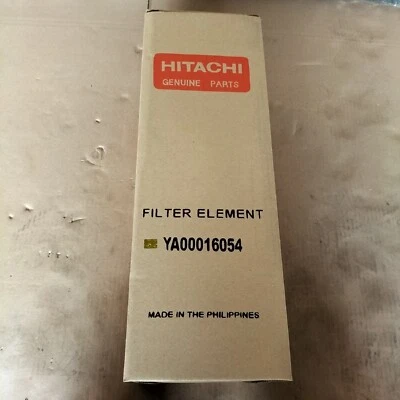 HITACHI
GENUINE PARTS
FILTER ELEMENT
YA00016054
MADE IN THE PHILIPPINES